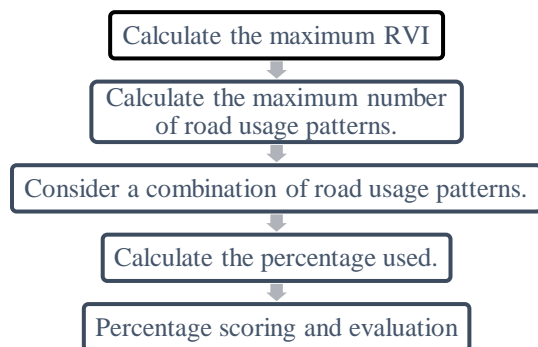 Calculate the maximum RVI
Calculate the maximum number
of road usage patterns.
Consider a combination of road usage patterns.
Calculate the percentage used.
Percentage scoring and evaluation